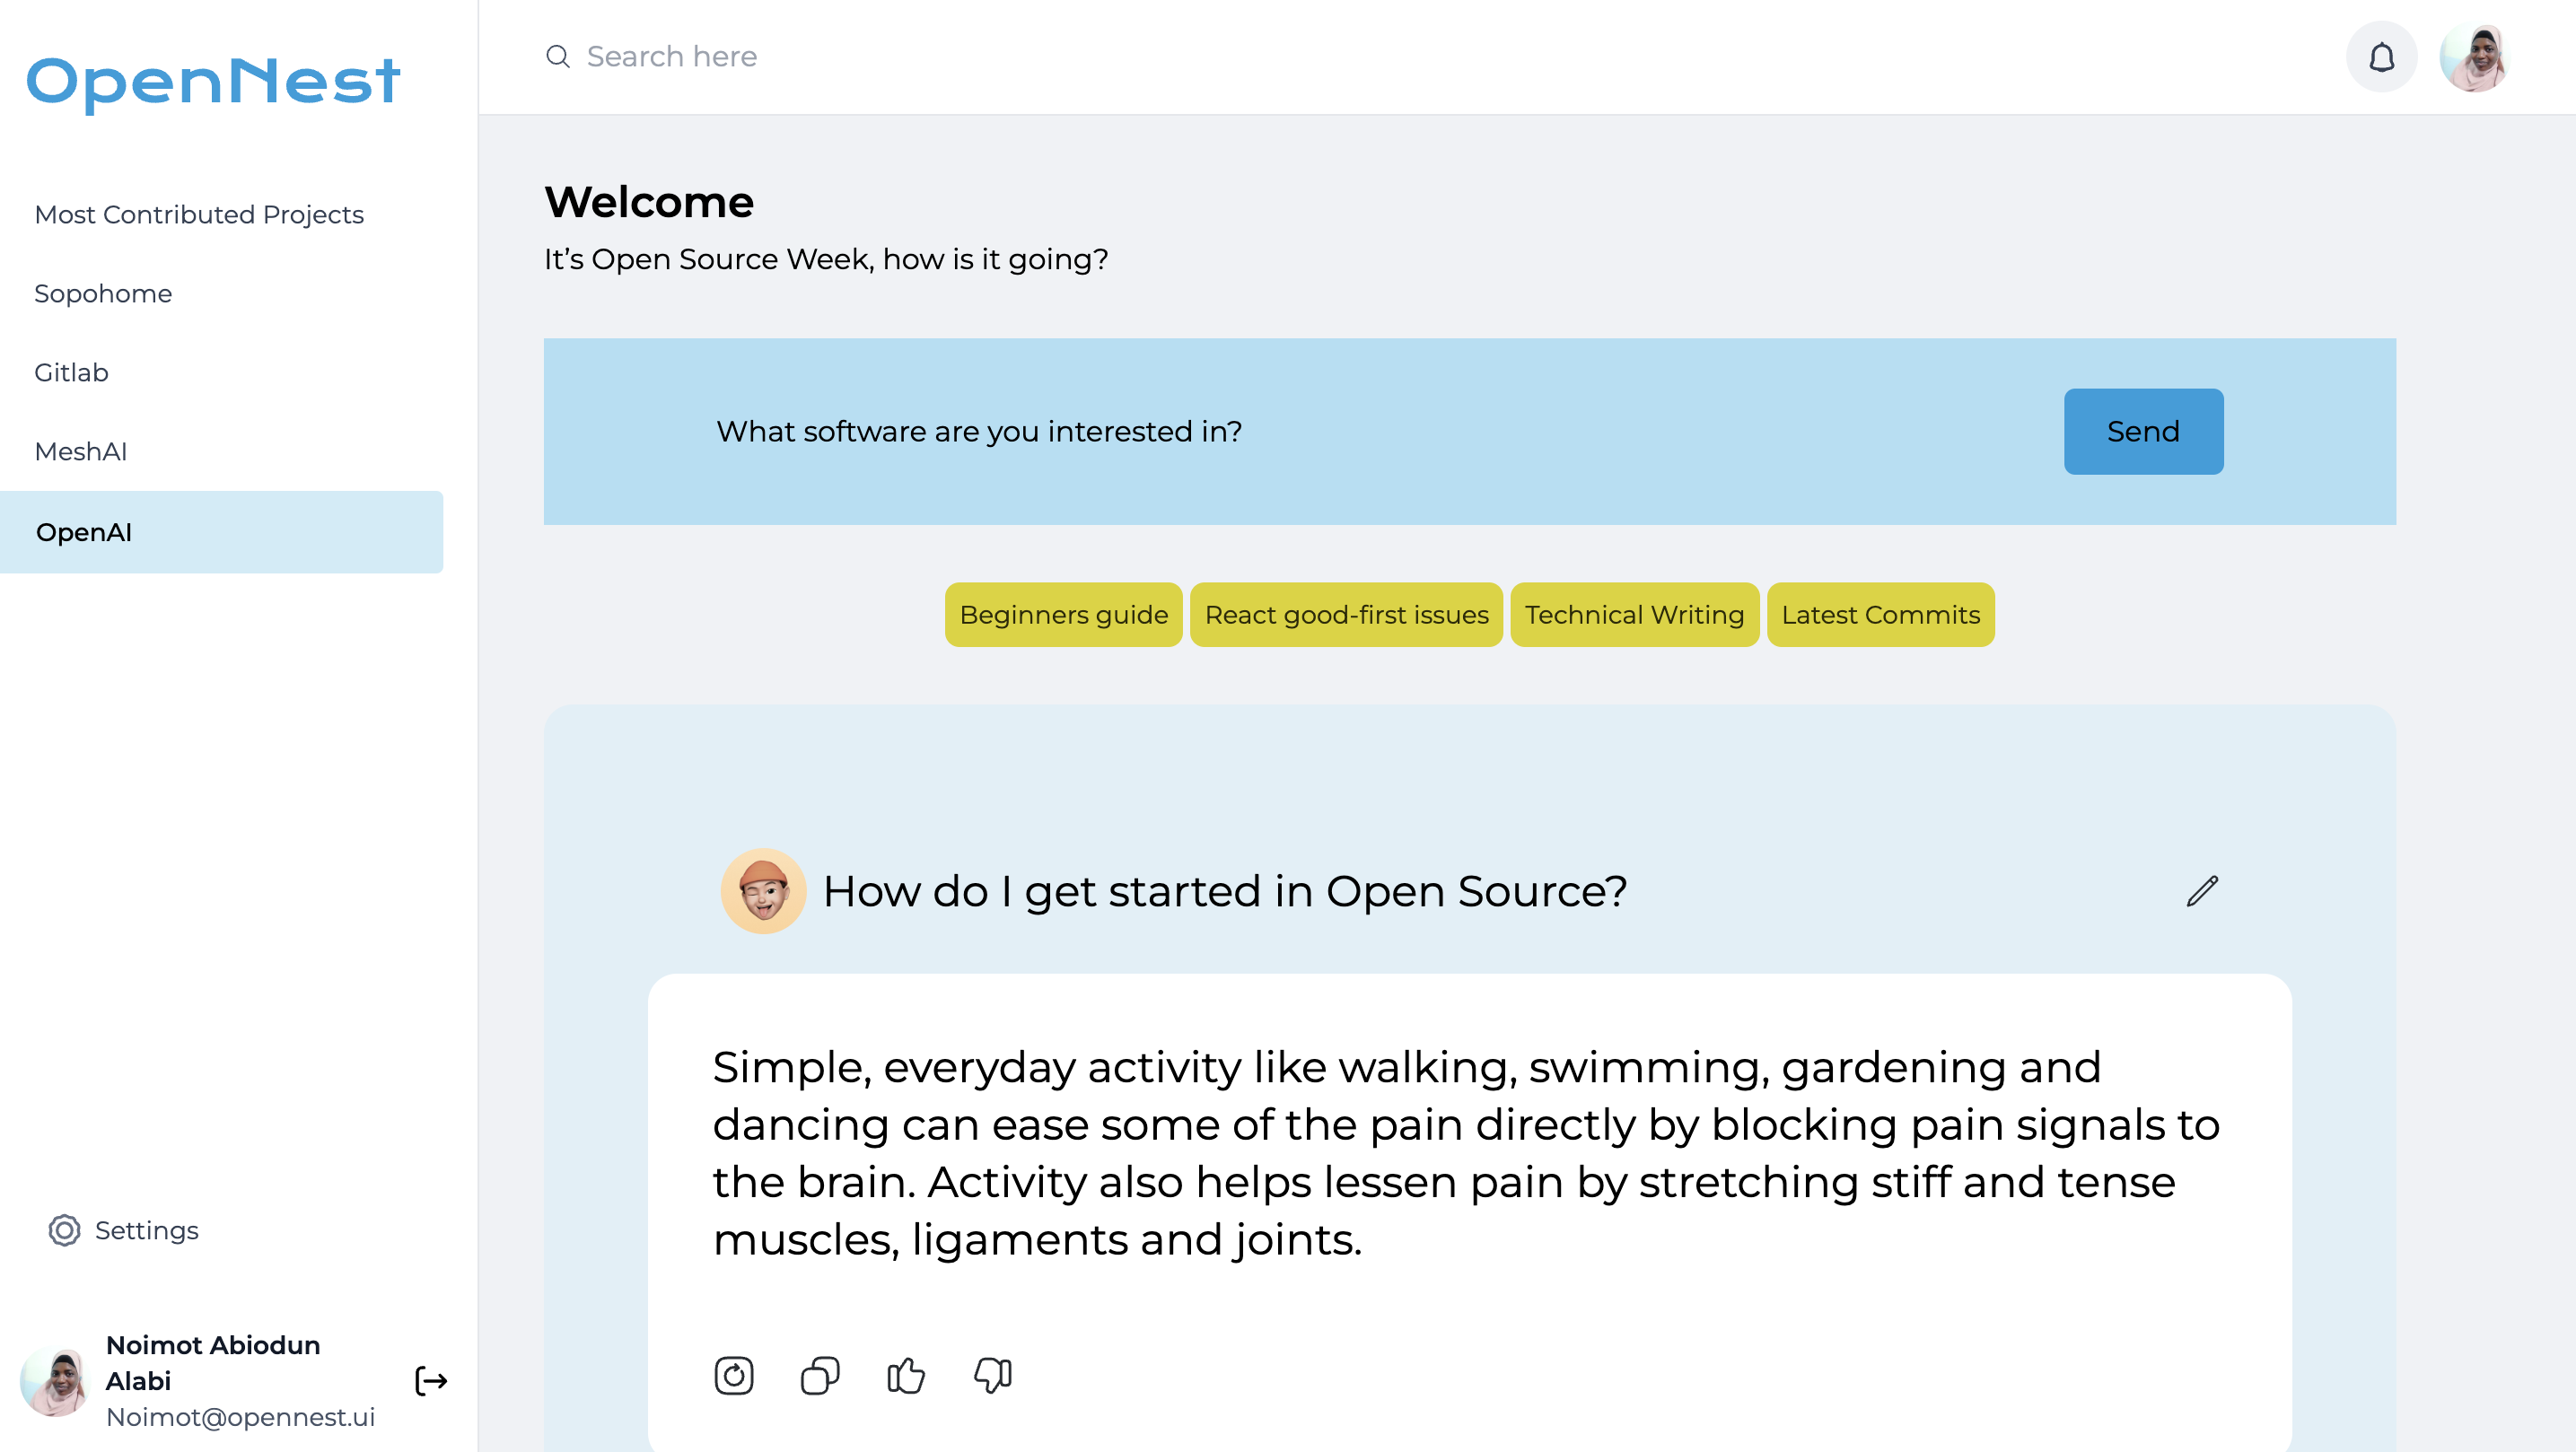 OpenNest
Most Contributed Projects
Sopohome
Gitlab
MeshAI
OpenAI
Settings
Noimot Abiodun
Alabi
Noimot@opennest.ui
Search here
Welcome
It’s Open Source Week, how is it going?
What software are you interested in?
Send
Beginners guide
React good-first issues
Technical Writing
Latest Commits
How do I get started in Open Source?
Simple, everyday activity like walking, swimming, gardening and
dancing can ease some of the pain directly by blocking pain signals to
the brain. Activity also helps lessen pain by stretching stiff and tense
muscles, ligaments and joints.